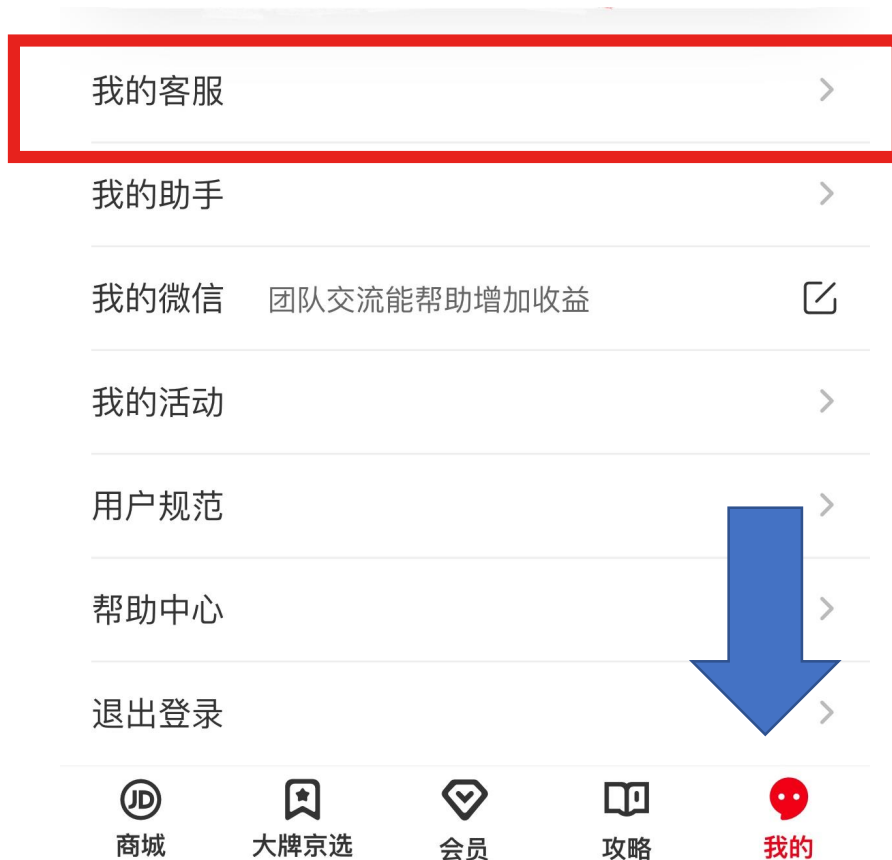 我的客服
我的助手
我的微信 团队交流能帮助增加收益
我的活动
用户规范
帮助中心
退出登录
JD
商城 大牌京选 会员 攻略 我的